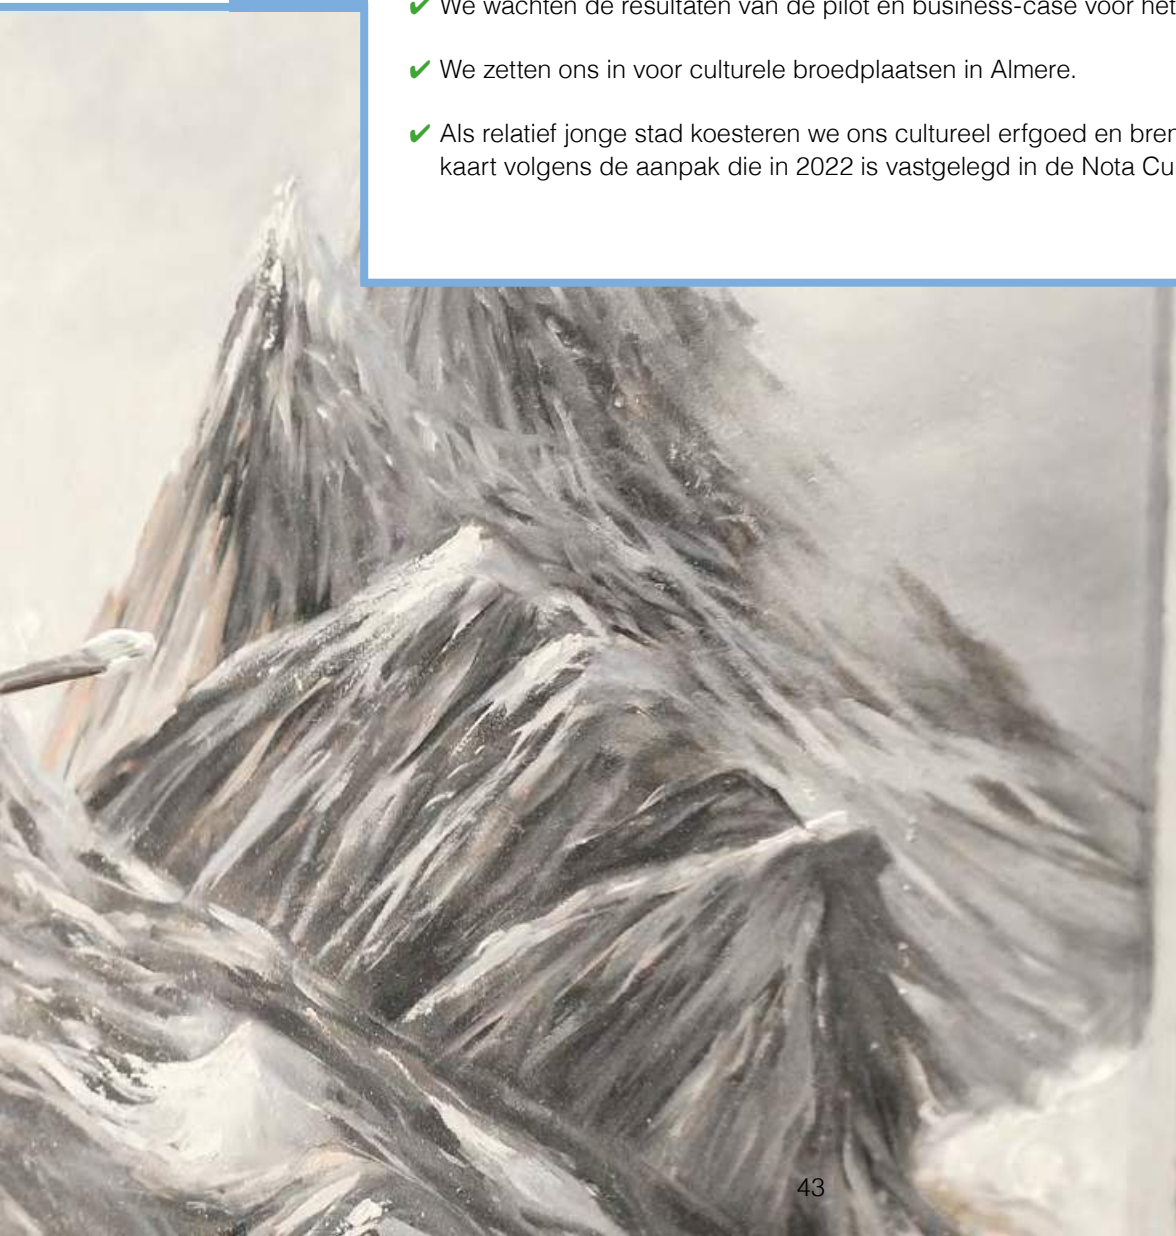 We wachten de resultaten van de pilot en business-case voor het
✔ We zetten ons in voor culturele broedplaatsen in Almere.
✔ Als relatief jonge stad koesteren we ons cultureel erfgoed en
kaart volgens de aanpak die in 2022 is vastgelegd in de Nota
43